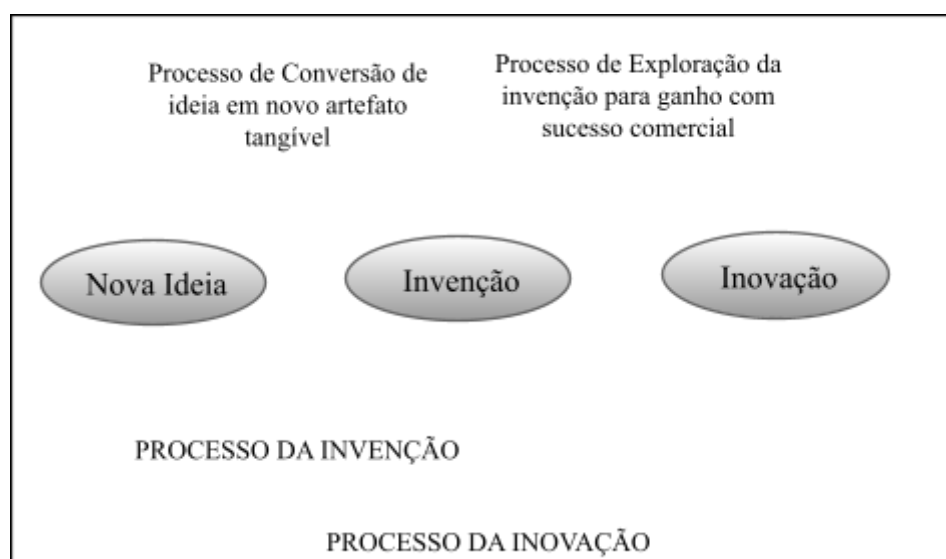 Processo de Conversão de
ideia em novo artefato
tangível
Processo de Exploração da
invenção para ganho com
sucesso comercial
Nova Ideia
Invenção
Inovação
PROCESSO DA INVENÇÃO
PROCESSO DA INOVAÇÃO